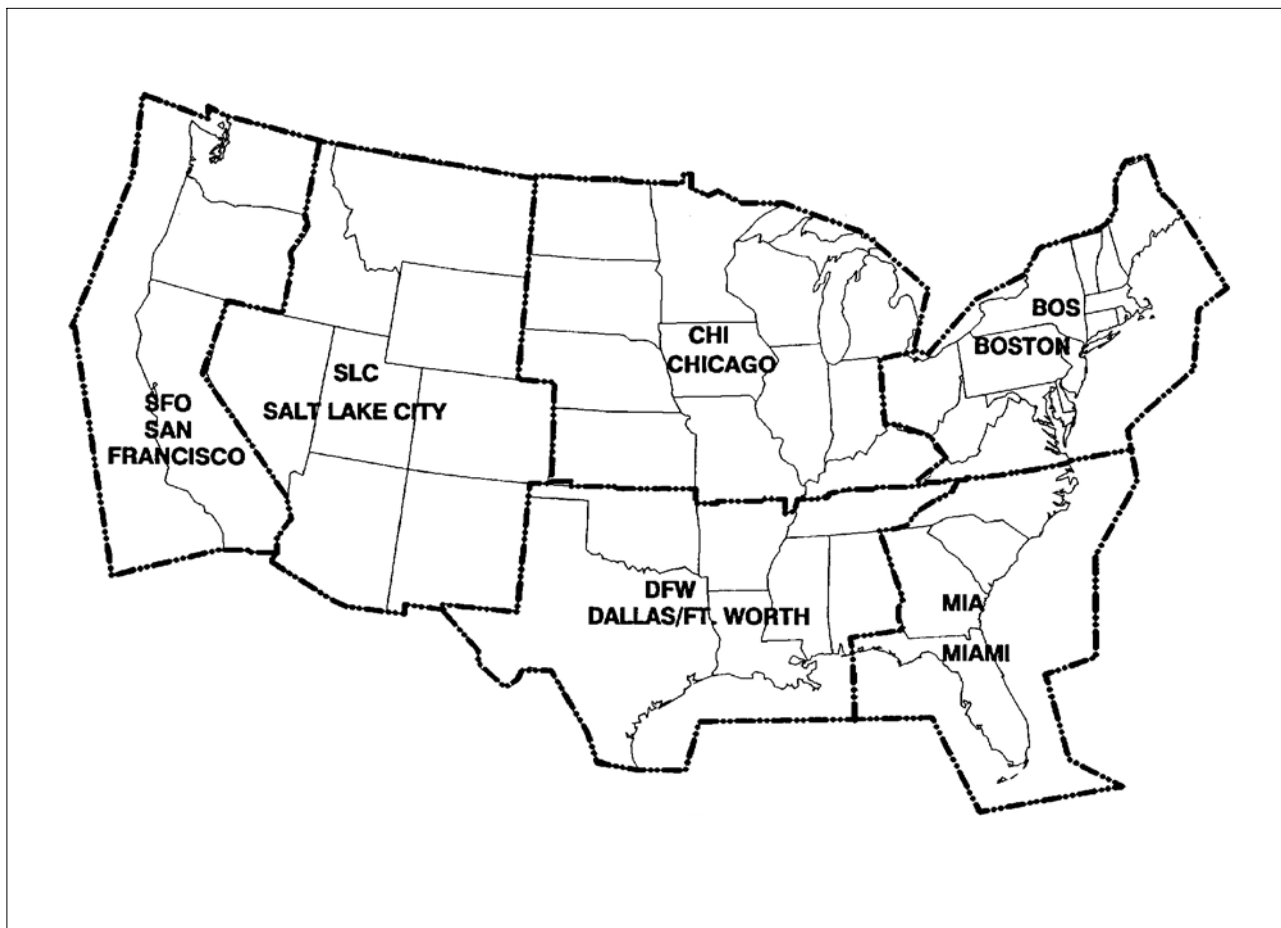 BOS
BOSTON
CHI
CHICAGO
SLC
SALT LAKE CITY
SFO
SAN
FRANCISCO
DFW
DALLAS/FT. WORTH
MIA
MIAMI